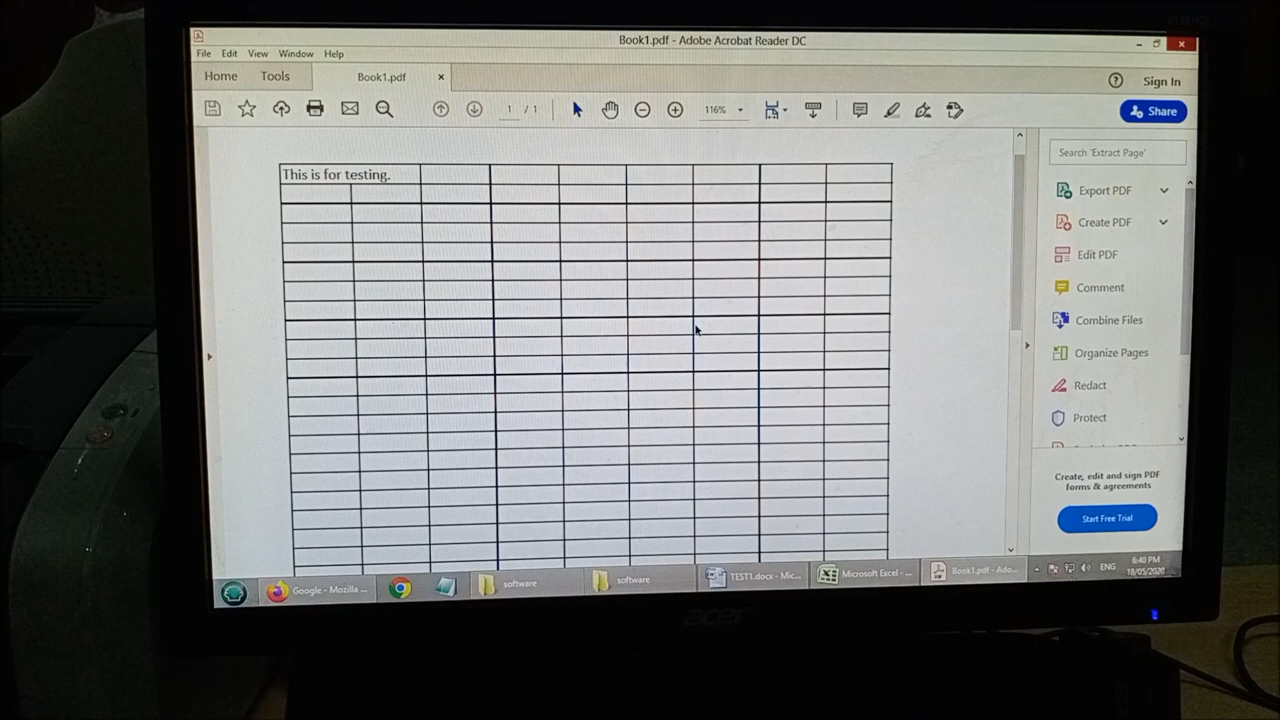 Book1.pdf - Adobe Acrobat Reader DC
File Edit View Window Help
Home Tools Book1.pdf × ? Sign In
1 / 1 116% Share
Search 'Extract Page'
This is for testing.
Export PDF
Create PDF
Edit PDF
Comment
Combine Files
Organize Pages
Redact
Protect
Create, edit and sign PDF
forms & agreements
Start Free Trial
Google - Mozilla ... software software TEST1.docx - Mic... Microsoft Excel - ... Book1.pdf - Ado... ENG 6:40 PM
18/05/2020
acer